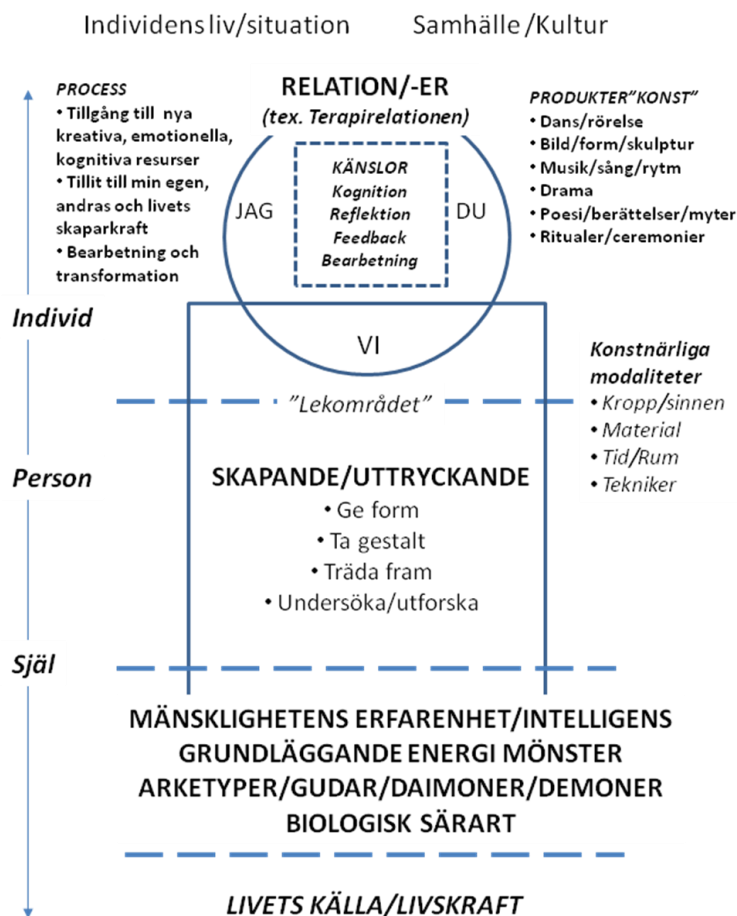 Individens liv/situation
Samhälle/Kultur
PROCESS
• Tillgång till nya
kreativa, emotionella,
kognitiva resurser
• Tillit till min egen,
andras och livets
skaparkraft
• Bearbetning och
transformation
RELATION/-ER
(tex. Terapirelationen)
JAG
KÄNSLOR
Kognition
Reflektion
Feedback
Bearbetning
DU
VI
PRODUKTER"KONST"
• Dans/rörelse
• Bild/form/skulptur
• Musik/sång/rytm
• Drama
• Poesi/berättelser/myter
• Ritualer/ceremonier
Individ
Konstnärliga
modaliteter
• Kropp/sinnen
• Material
• Tid/Rum
• Tekniker
"Lekområdet"
Person
SKAPANDE/UTTRYCKANDE
• Ge form
• Ta gestalt
• Träda fram
• Undersöka/utforska
Själ
MÄNSKLIGHETENS ERFARENHET/INTELLIGENS
GRUNDLÄGGANDE ENERGI MÖNSTER
ARKETYPER/GUDAR/DAIMONER/DEMONER
BIOLOGISK SÄRART
LIVETS KÄLLA/LIVSKRAFT